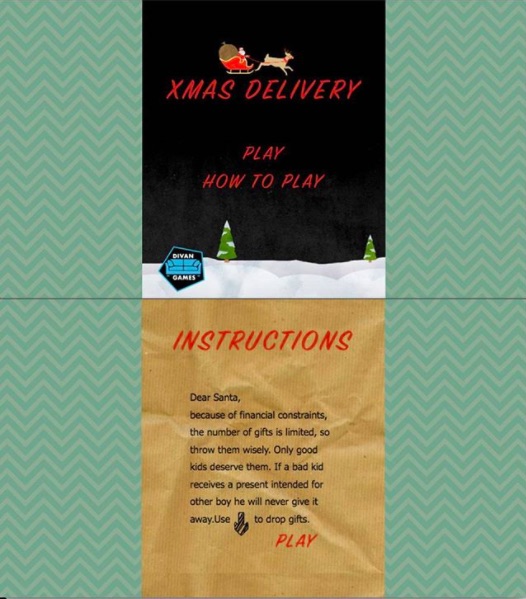 XMAS DELIVERY
PLAY
HOW TO PLAY
DIVAN
GAMES
INSTRUCTIONS
Dear Santa,
because of financial constraints,
the number of gifts is limited, so
throw them wisely. Only good
kids deserve them. If a bad kid
receives a present intended for
other boy he will never give it
away.Use to drop gifts.
PLAY